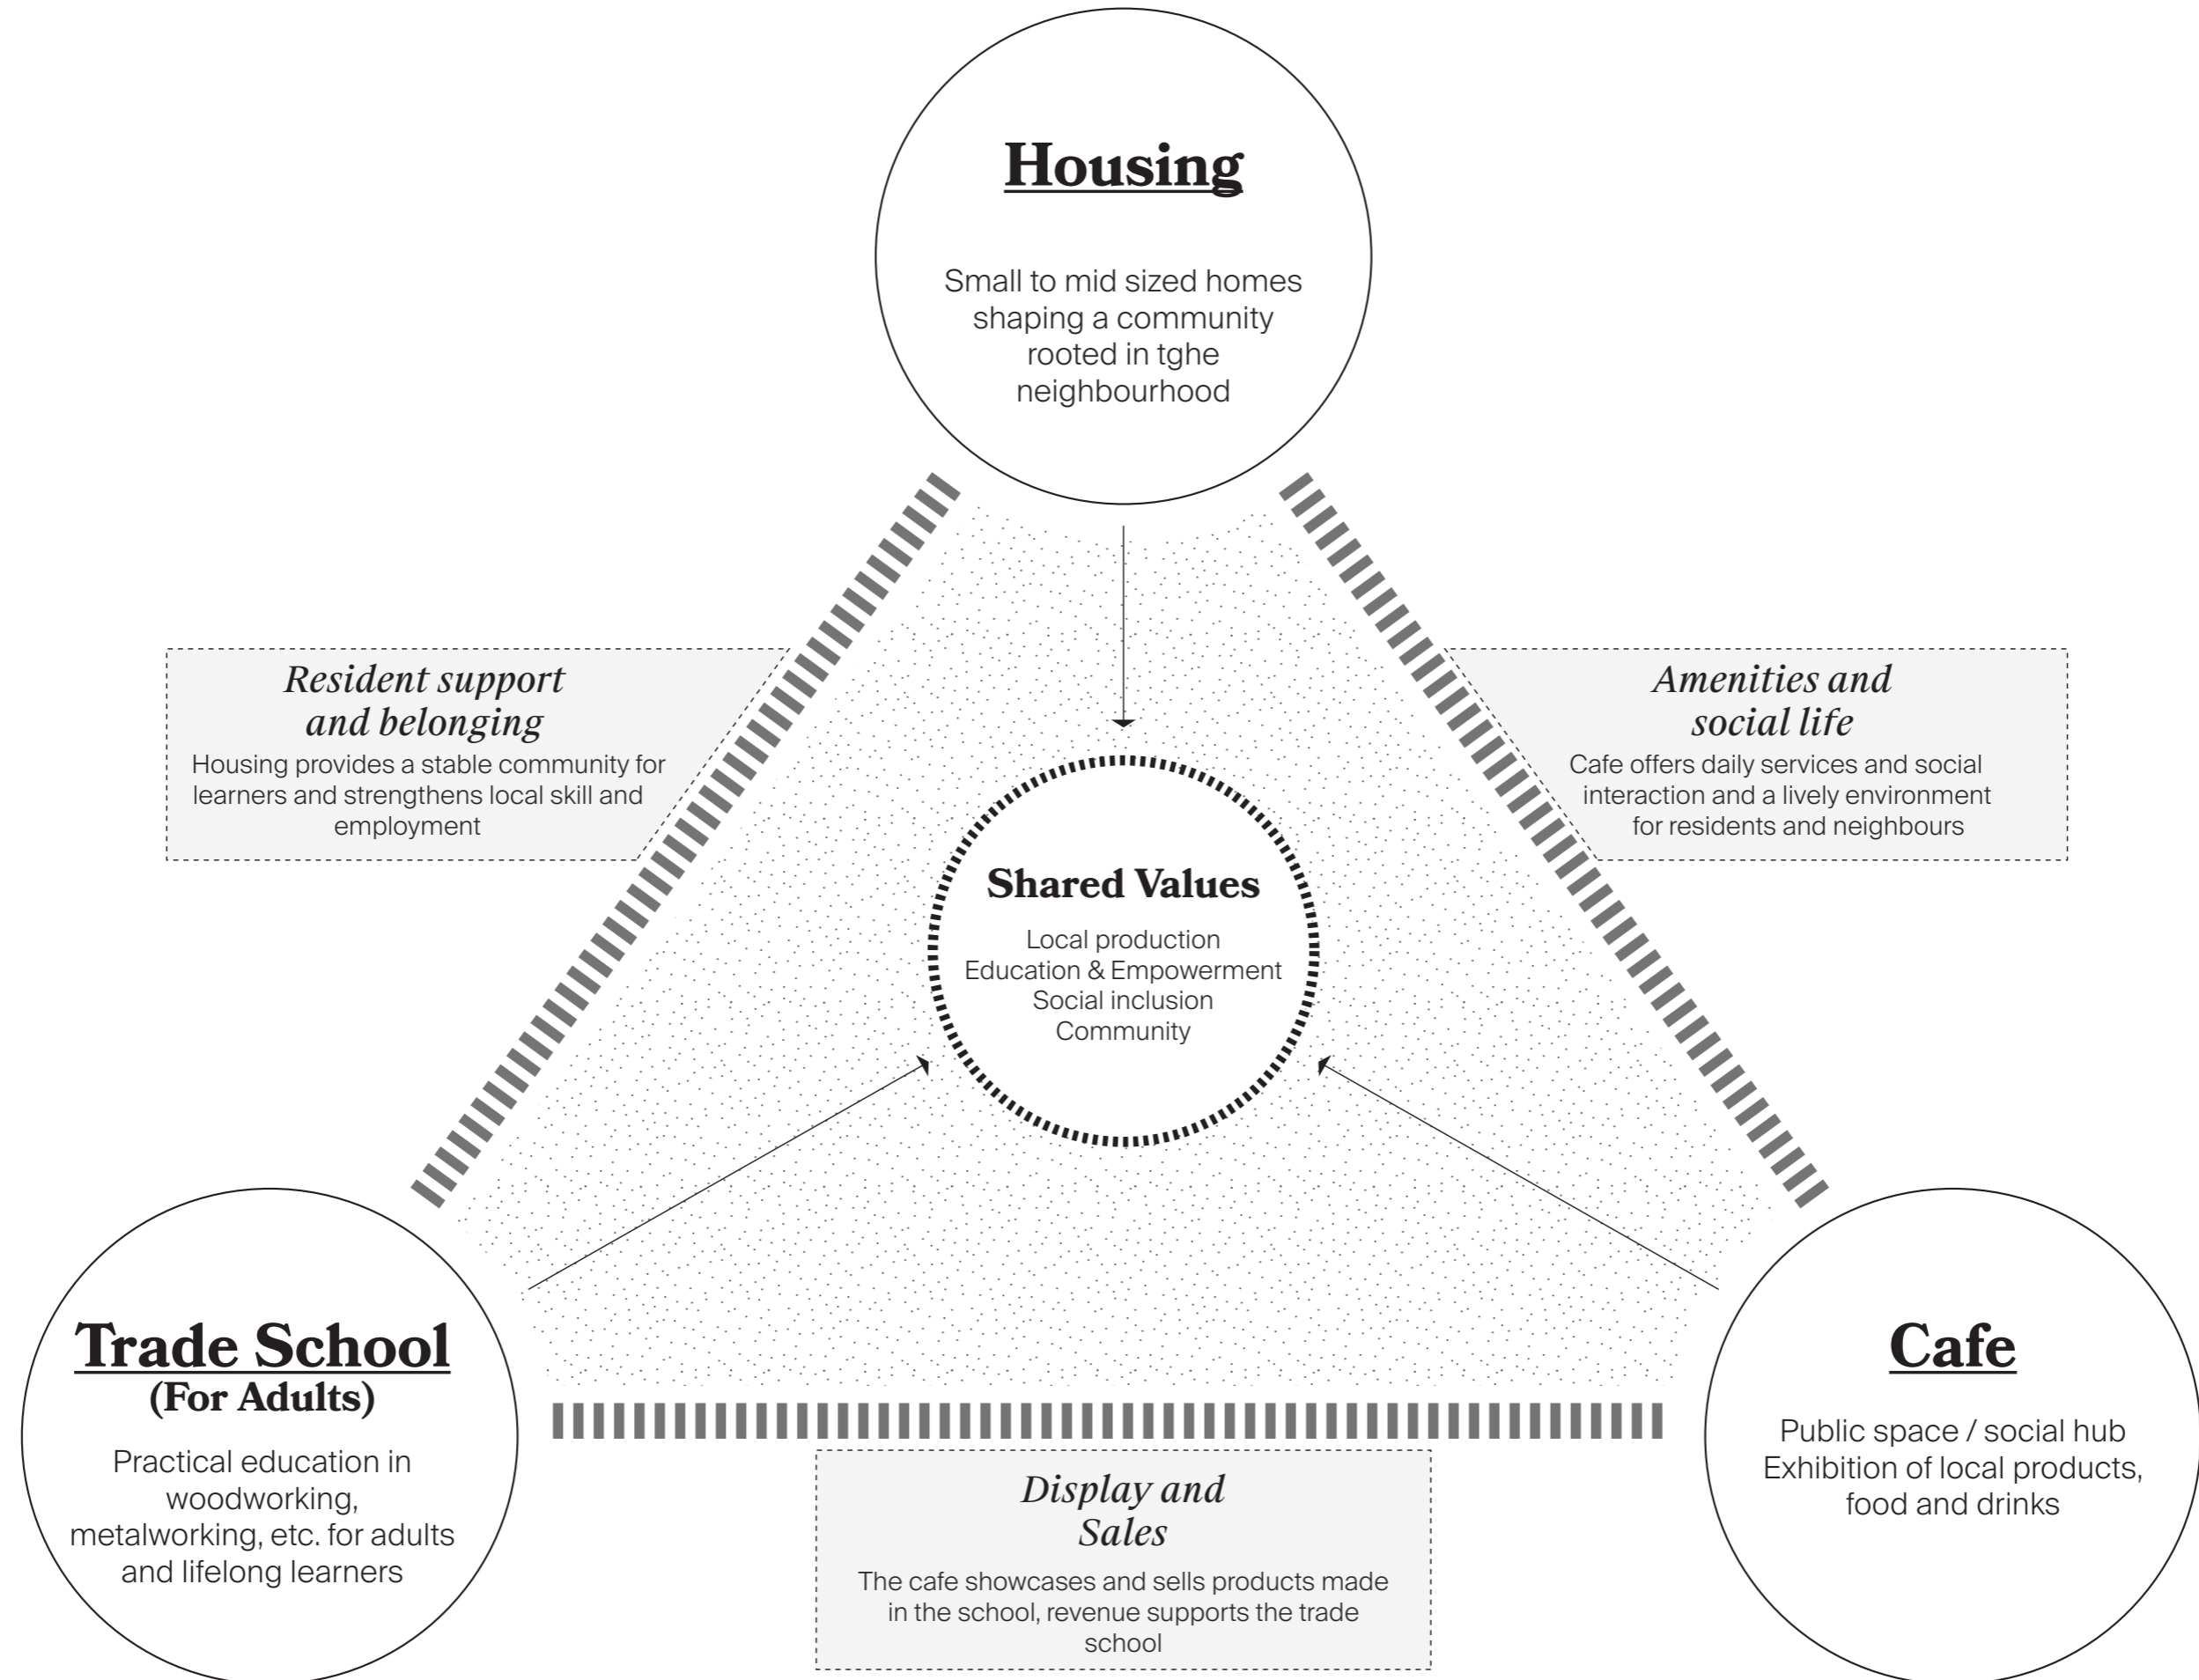 Housing
Small to mid sized homes
shaping a community
rooted in tghe
neighbourhood
Resident support
and belonging
Housing provides a stable community for
learners and strengthens local skill and
employment
Amenities and
social life
Cafe offers daily services and social
interaction and a lively environment
for residents and neighbours
Shared Values
Local production
Education & Empowerment
Social inclusion
Community
Trade School
(For Adults)
Practical education in
woodworking,
metalworking, etc. for adults
and lifelong learners
Cafe
Public space / social hub
Exhibition of local products,
food and drinks
Display and
Sales
The cafe showcases and sells products made
in the school, revenue supports the trade
school